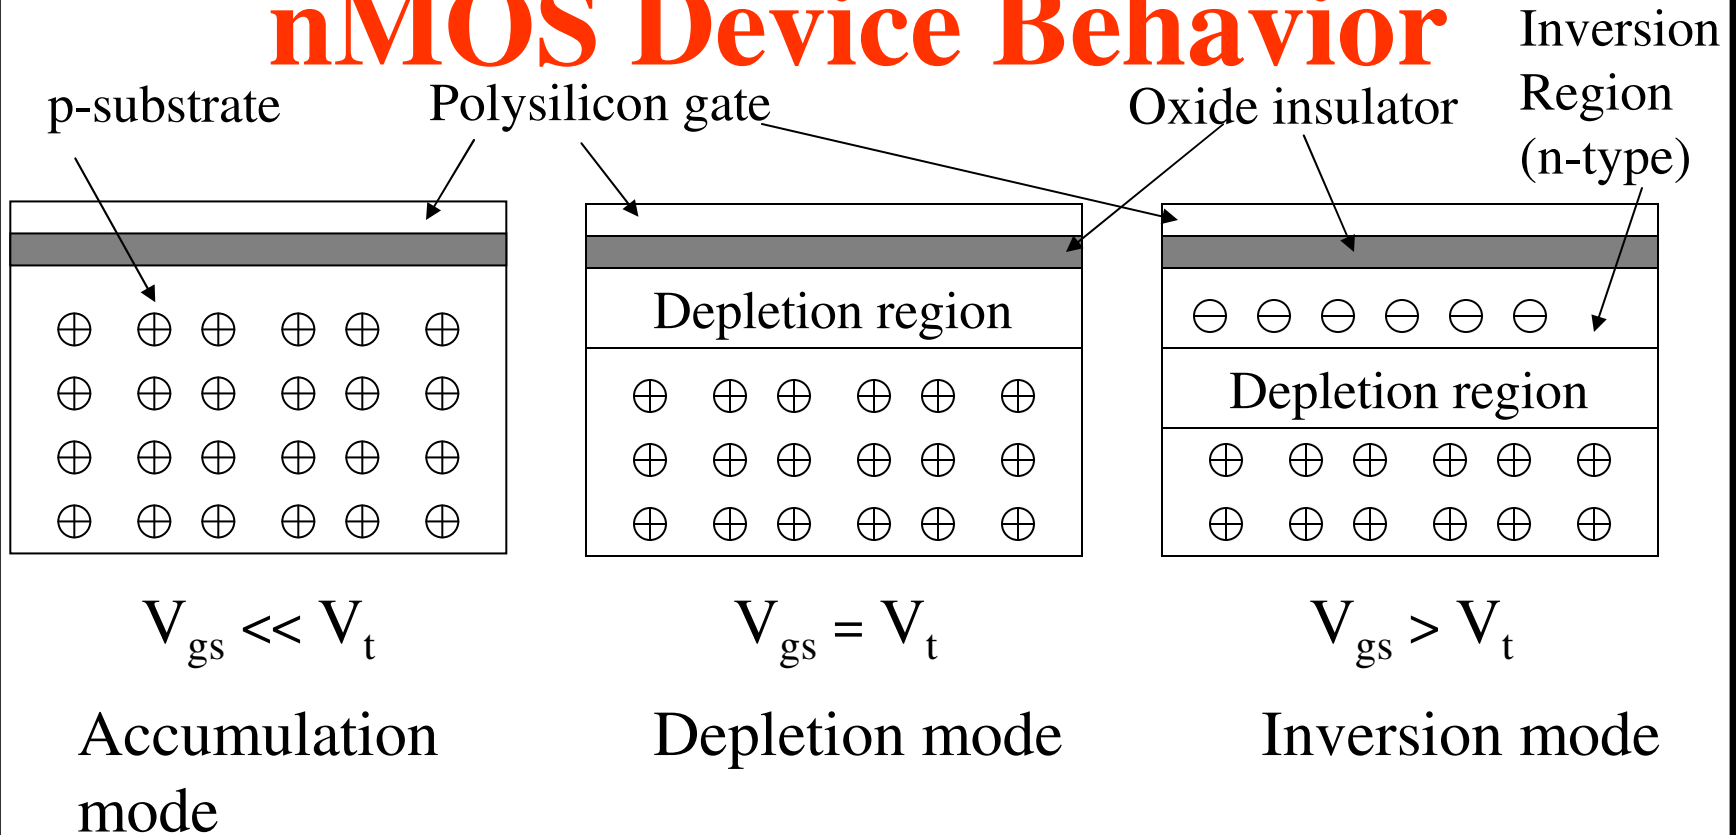 nMOS Device Behavior
p-substrate
Polysilicon gate
Oxide insulator
Inversion
Region
(n-type)
Depletion region
Depletion region
Vgs << Vt
Vgs = Vt
Vgs > Vt
Accumulation
mode
Depletion mode
Inversion mode